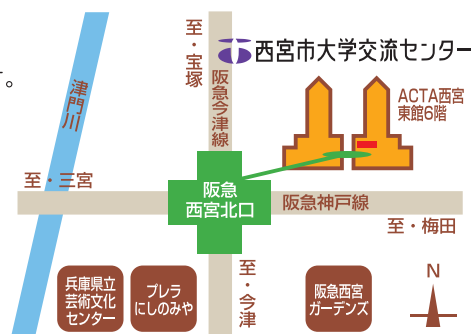 す。
至・宝塚
西宮市大学交流センター
阪急今津線
津門川
ACTA西宮
東館6階
至・三宮
阪急
西宮北口
阪急神戸線
至・梅田
兵庫県立
芸術文化
センター
プレラ
にしのみや
至・今津
阪急西宮
ガーデンズ
N